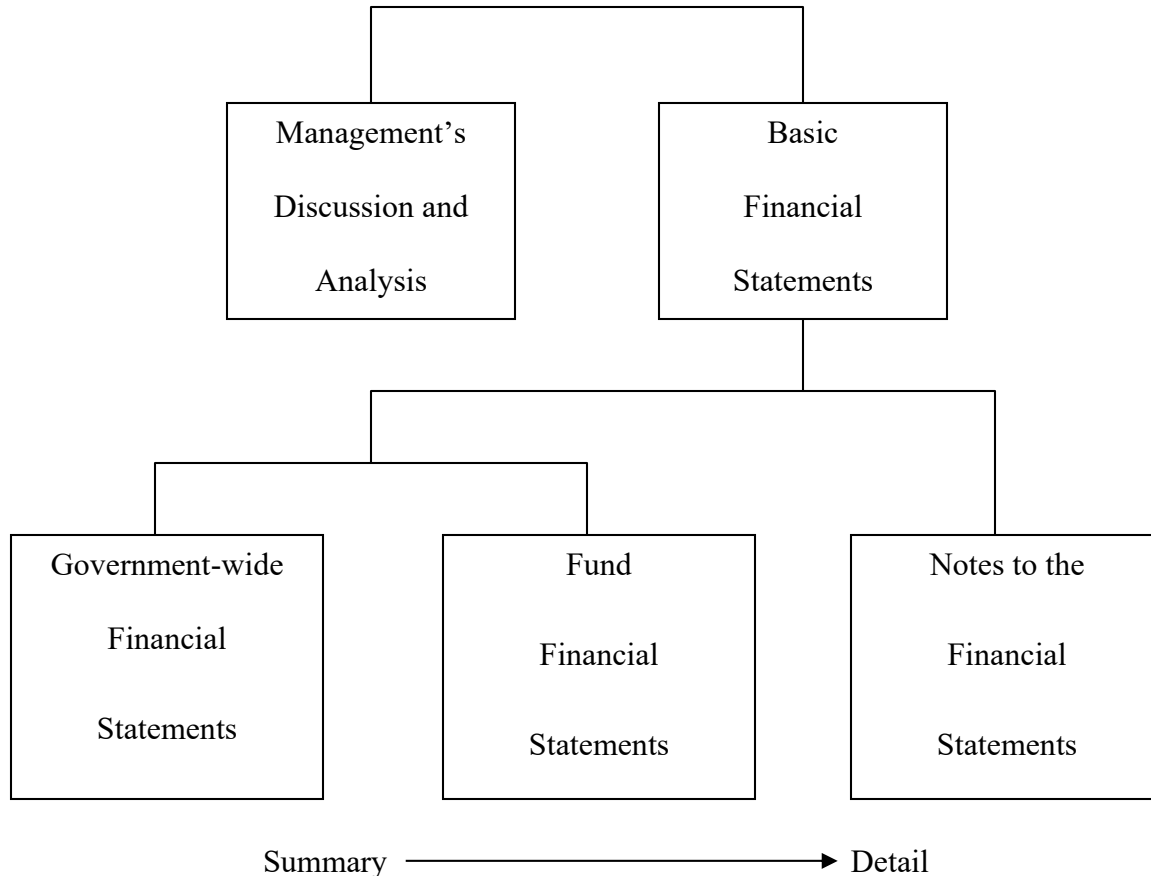 Management’s
Discussion and
Analysis
Basic
Financial
Statements
Government-wide
Financial
Statements
Fund
Financial
Statements
Notes to the
Financial
Statements
Summary
Detail